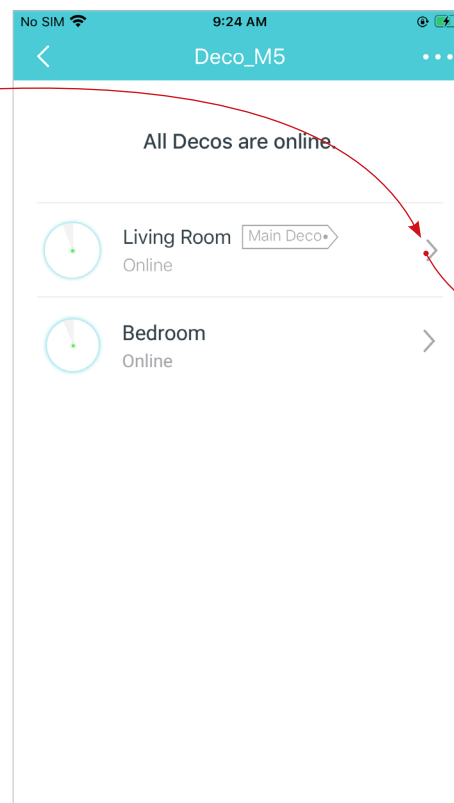 No SIM 9:24 AM
Deco_M5
All Decos are online.
Living Room Main Deco
Online
Bedroom
Online